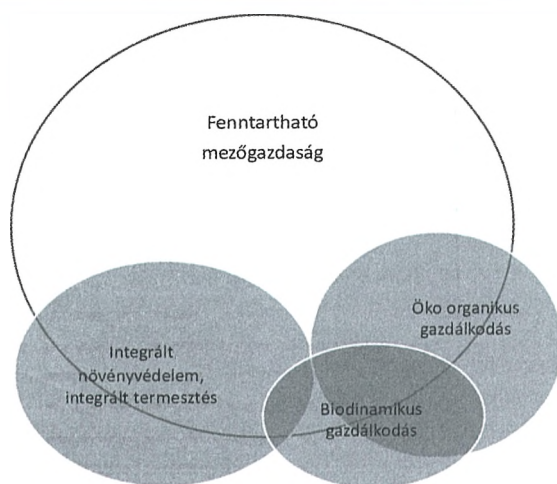 Fenntartható
mezőgazdaság
Öko organikus
gazdálkodás
Integrált
növényvédelem,
integrált termesztés
Biodinamikus
gazdálkodás